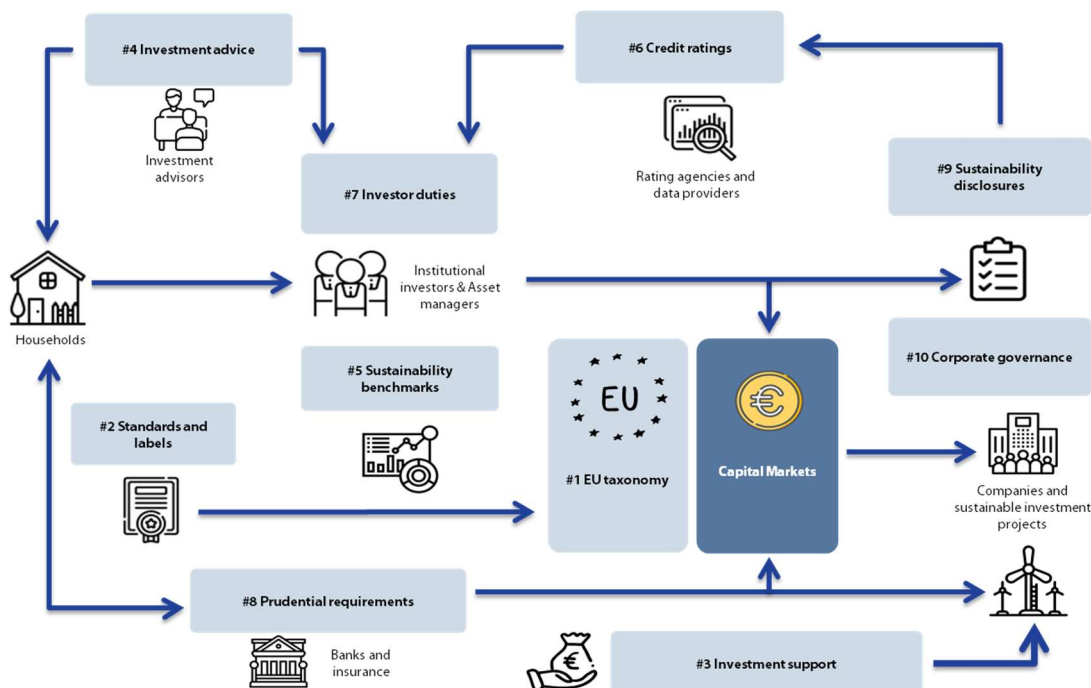 #4 Investment advice
#6 Credit ratings
Investment
advisors
#7 Investor duties
Rating agencies and
data providers
#9 Sustainability
disclosures
Households
Institutional
investors & Asset
managers
#5 Sustainability
benchmarks
EU
#1 EU taxonomy
€
Capital Markets
#10 Corporate governance
#2 Standards and
labels
Companies and
sustainable investment
projects
#8 Prudential requirements
Banks and
insurance
€
#3 Investment support